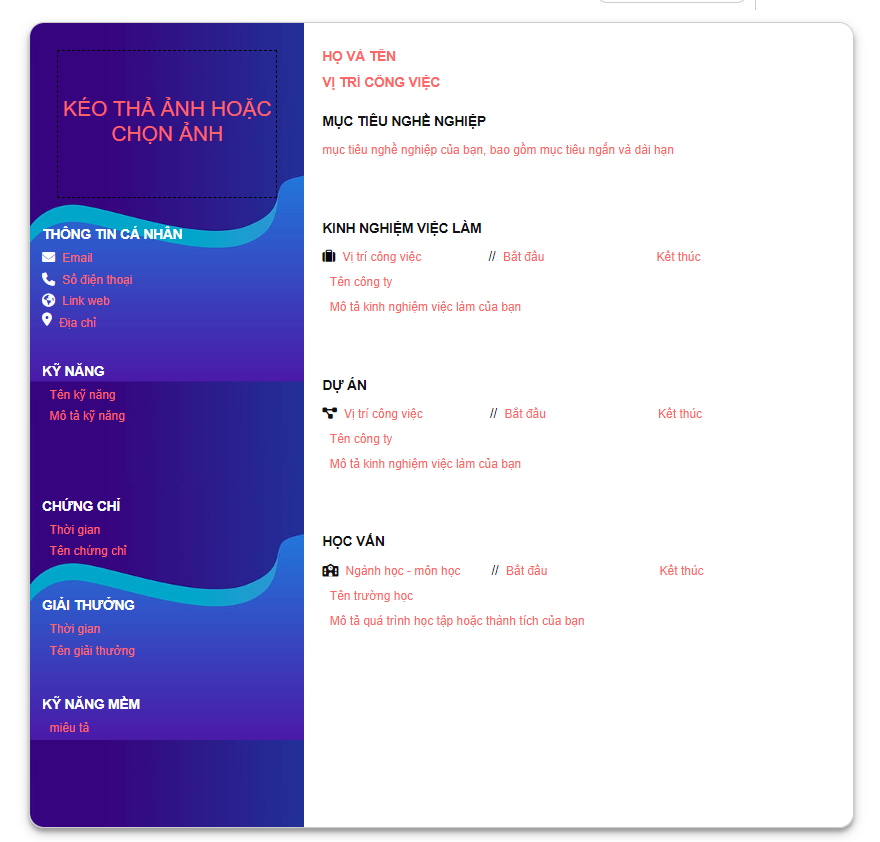 KÉO THẢ ẢNH HOẶC
CHỌN ẢNH
THÔNG TIN CÁ NHÂN
Email
Số điện thoại
Link web
Địa chỉ
KỸ NĂNG
Tên kỹ năng
Mô tả kỹ năng
CHỨNG CHỈ
Thời gian
Tên chứng chỉ
GIẢI THƯỞNG
Thời gian
Tên giải thưởng
KỸ NĂNG MỀM
miêu tả
HỌ VÀ TÊN
VỊ TRÍ CÔNG VIỆC
MỤC TIÊU NGHỀ NGHIỆP
mục tiêu nghề nghiệp của bạn, bao gồm mục tiêu ngắn và dài hạn
KINH NGHIỆM VIỆC LÀM
Vị trí công việc // Bắt đầu Kết thúc
Tên công ty
Mô tả kinh nghiệm việc làm của bạn
DỰ ÁN
Vị trí công việc // Bắt đầu Kết thúc
Tên công ty
Mô tả kinh nghiệm việc làm của bạn
HỌC VẤN
Ngành học - môn học // Bắt đầu Kết thúc
Tên trường học
Mô tả quá trình học tập hoặc thành tích của bạn